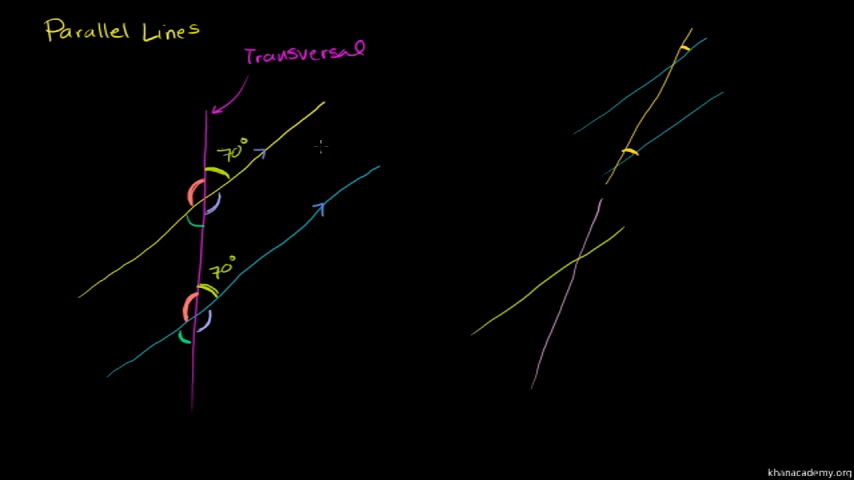 Parallel Lines
Transversal
70°
70°
khanacademy.org